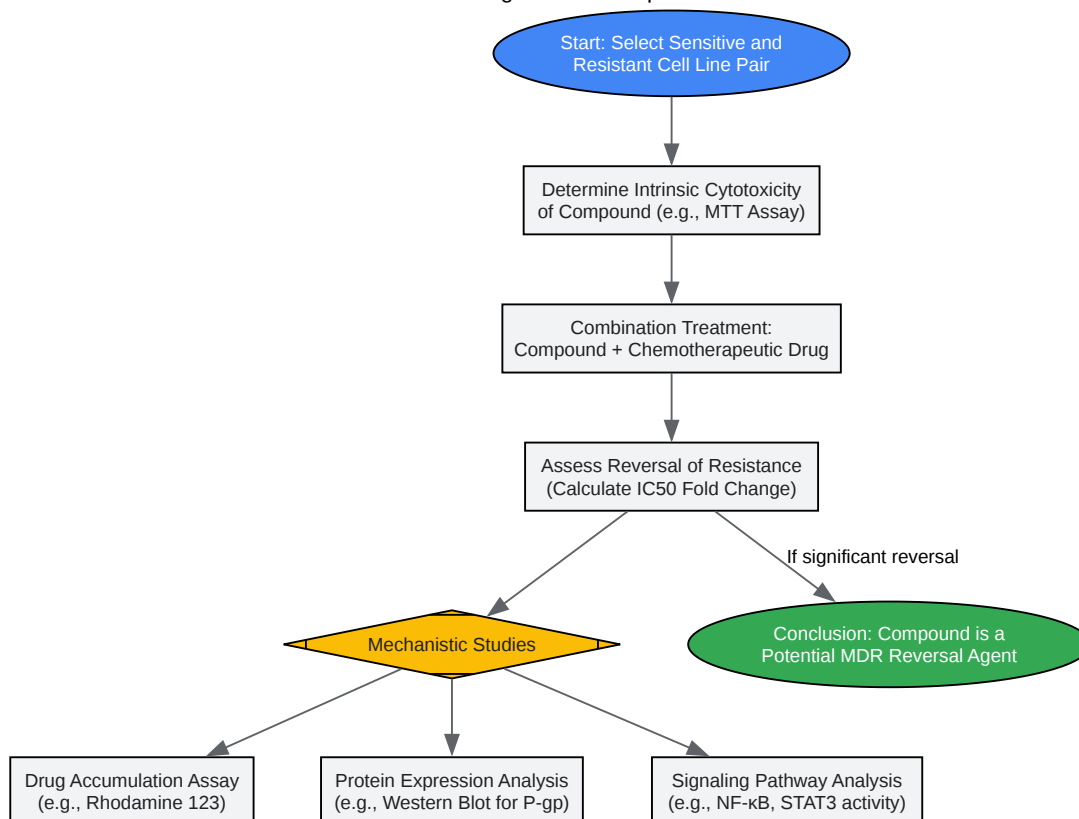 Start: Select Sensitive and
Resistant Cell Line Pair
Determine Intrinsic Cytotoxicity
of Compound (e.g., MTT Assay)
Combination Treatment:
Compound + Chemotherapeutic Drug
Assess Reversal of Resistance
(Calculate IC50 Fold Change)
If significant reversal
Mechanistic Studies
Conclusion: Compound is a
Potential MDR Reversal Agent
Drug Accumulation Assay
(e.g., Rhodamine 123)
Protein Expression Analysis
(e.g., Western Blot for P-gp)
Signaling Pathway Analysis
(e.g., NF-κB, STAT3 activity)